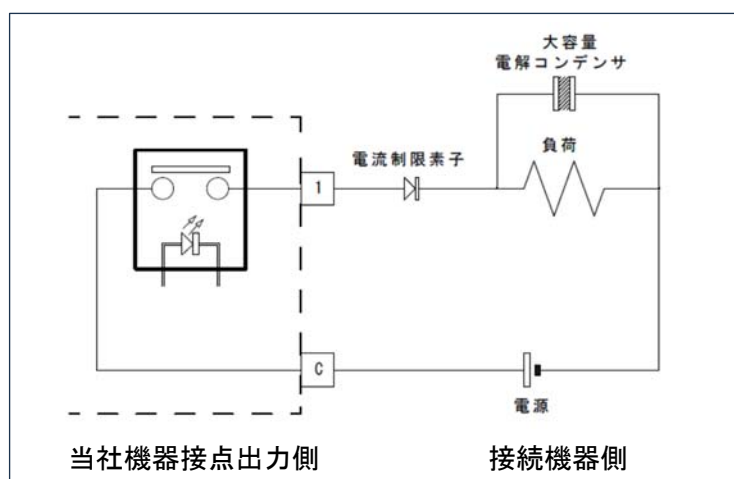 大容量
電解コンデンサ
電流制限素子
負荷
1
C
電源
当社機器接点出力側
接続機器側